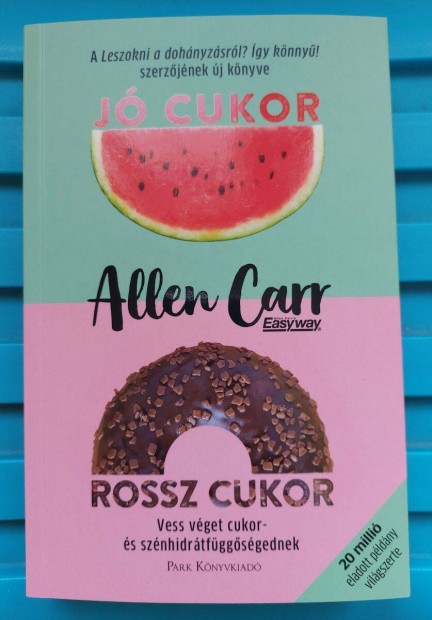 A Leszokni a dohányzásról? Így könnyű!
szerzőjének új könyve
JÓ CUKOR
Allen Carr
Easyway
ROSSZ CUKOR
Vess véget cukor-
és szénhidrátfüggőségednek
PARK KÖNYVKIADÓ
20 millió
eladott példány
világszerte